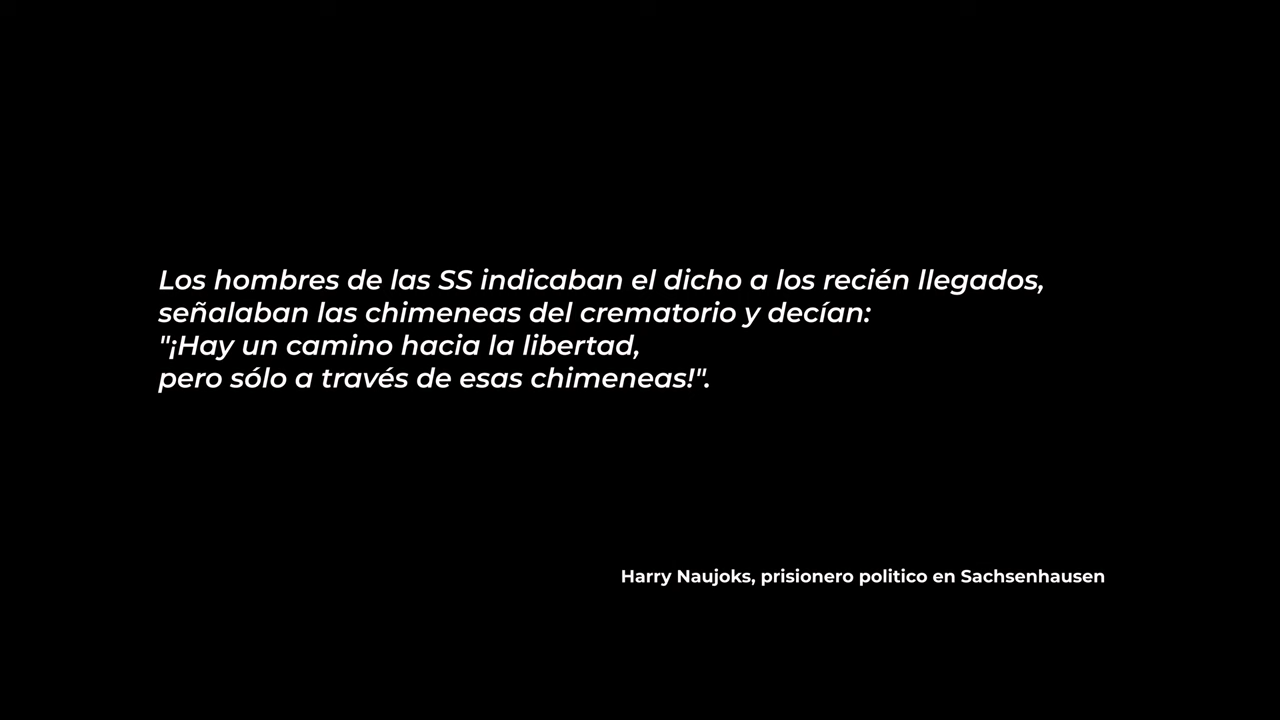 Los hombres de las SS indicaban el dicho a los recién llegados,
señalaban las chimeneas del crematorio y decían:
"¡Hay un camino hacia la libertad,
pero sólo a través de esas chimeneas!".
Harry Naujoks, prisionero politico en Sachsenhausen